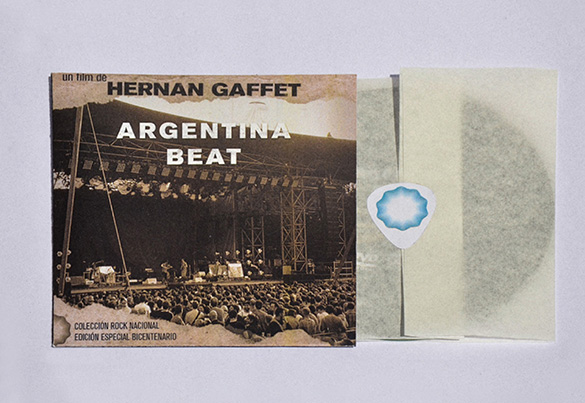 un film de
HERNAN GAFFET
ARGENTINA
BEAT
COLECCIÓN ROCK NACIONAL
EDICIÓN ESPECIAL BICENTENARIO